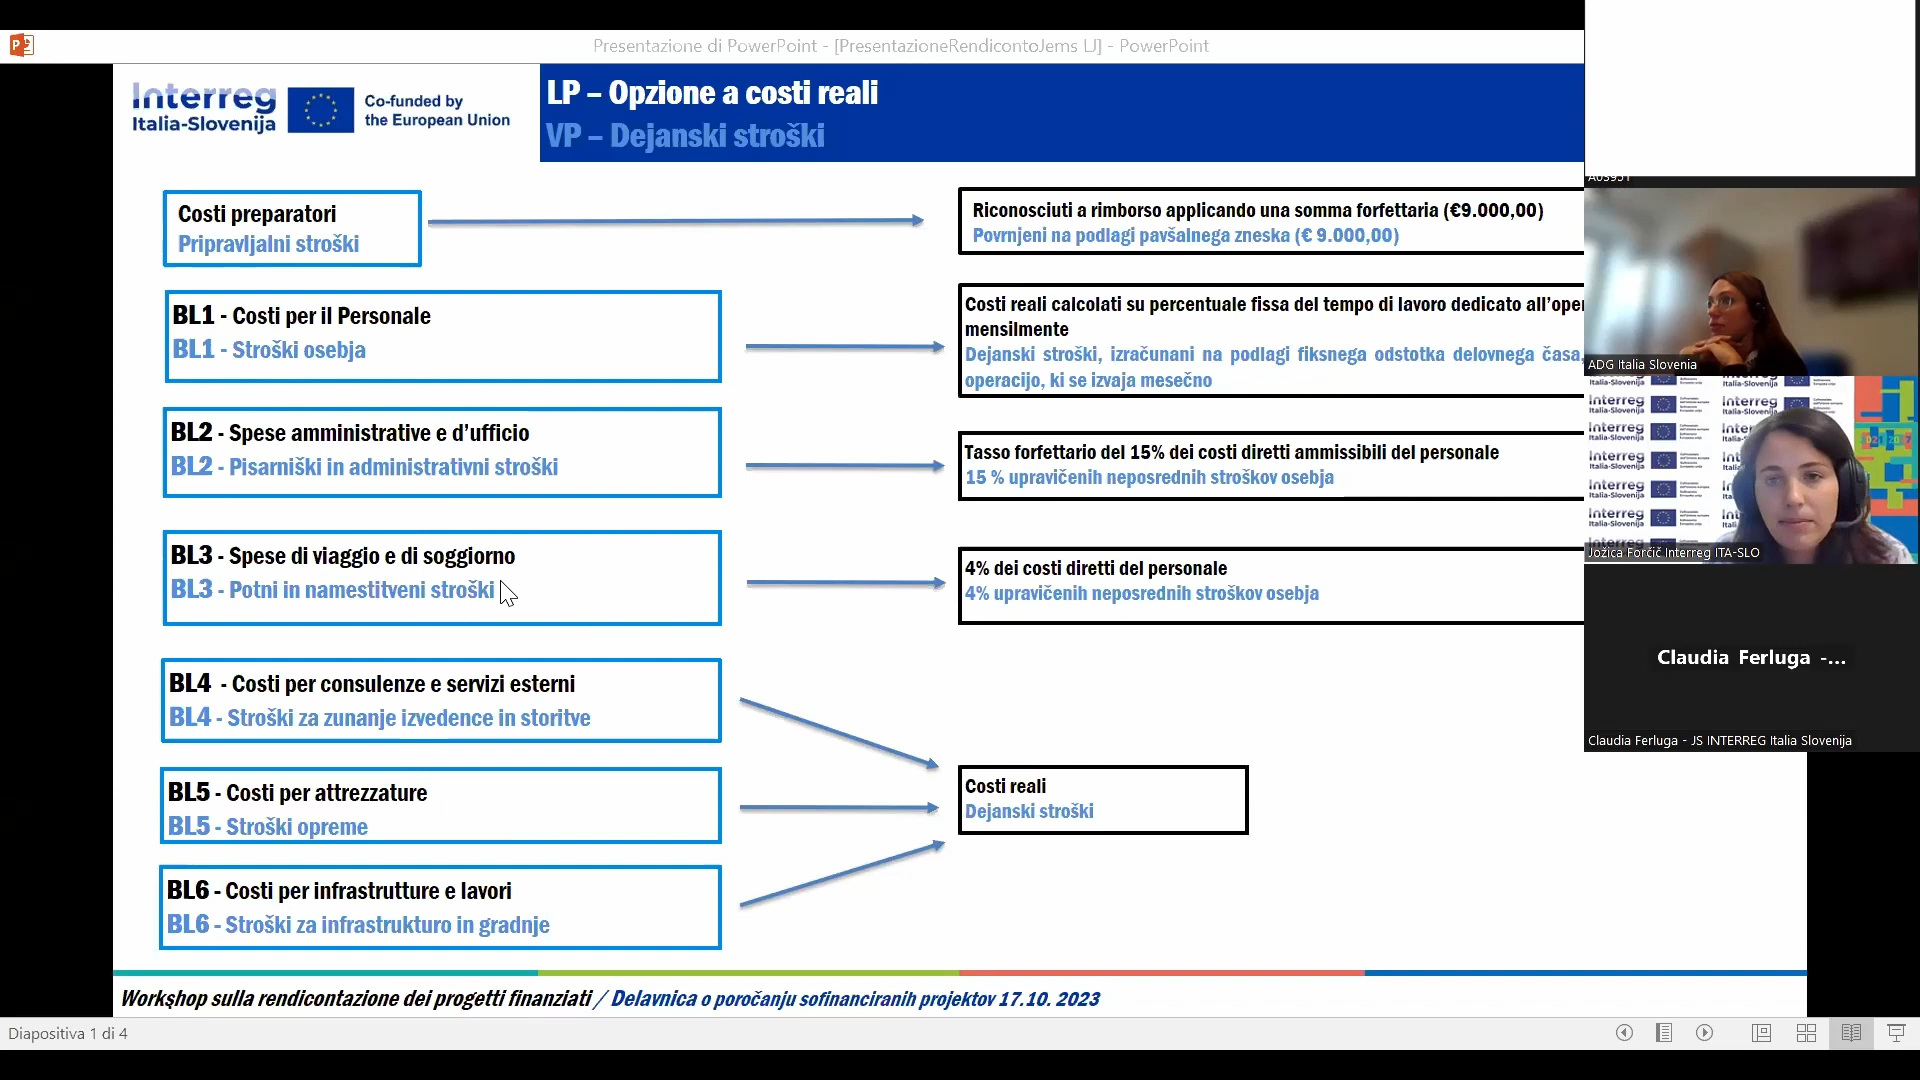 Presentazione di PowerPoint - [PresentazioneRendicontoJems LJ] - PowerPoint
Interreg
Italia-Slovenija
Co-funded by
the European Union
LP – Opzione a costi reali
VP – Dejanski stroški
Costi preparatori
Pripravljalni stroški
Riconosciuti a rimborso applicando una somma forfettaria (€9.000,00)
Povrnjeni na podlagi pavšalnega zneska (€ 9.000,00)
BL1 - Costi per il Personale
BL1 - Stroški osebja
Costi reali calcolati su percentuale fissa del tempo di lavoro dedicato all’ope
mensilmente
Dejanski stroški, izračunani na podlagi fiksnega odstotka delovnega časa,
operacijo, ki se izvaja mesečno
BL2 - Spese amministrative e d’ufficio
BL2 - Pisarniški in administrativni stroški
Tasso forfettario del 15% dei costi diretti ammissibili del personale
15 % upravičenih neposrednih stroškov osebja
BL3 - Spese di viaggio e di soggiorno
BL3 - Potni in namestitveni stroški
4% dei costi diretti del personale
4% upravičenih neposrednih stroškov osebja
BL4 - Costi per consulenze e servizi esterni
BL4 - Stroški za zunanje izvedence in storitve
BL5 - Costi per attrezzature
BL5 - Stroški opreme
Costi reali
Dejanski stroški
BL6 - Costi per infrastrutture e lavori
BL6 - Stroški za infrastrukturo in gradnje
Workshop sulla rendicontazione dei progetti finanziati / Delavnica o poročanju sofinanciranih projektov 17.10. 2023
Diapositiva 1 di 4
ADG Italia Slovenia
Interreg
Italia-Slovenija
Jožica Forčič Interreg ITA-SLO
Claudia Ferluga -...
Claudia Ferluga - JS INTERREG Italia Slovenija